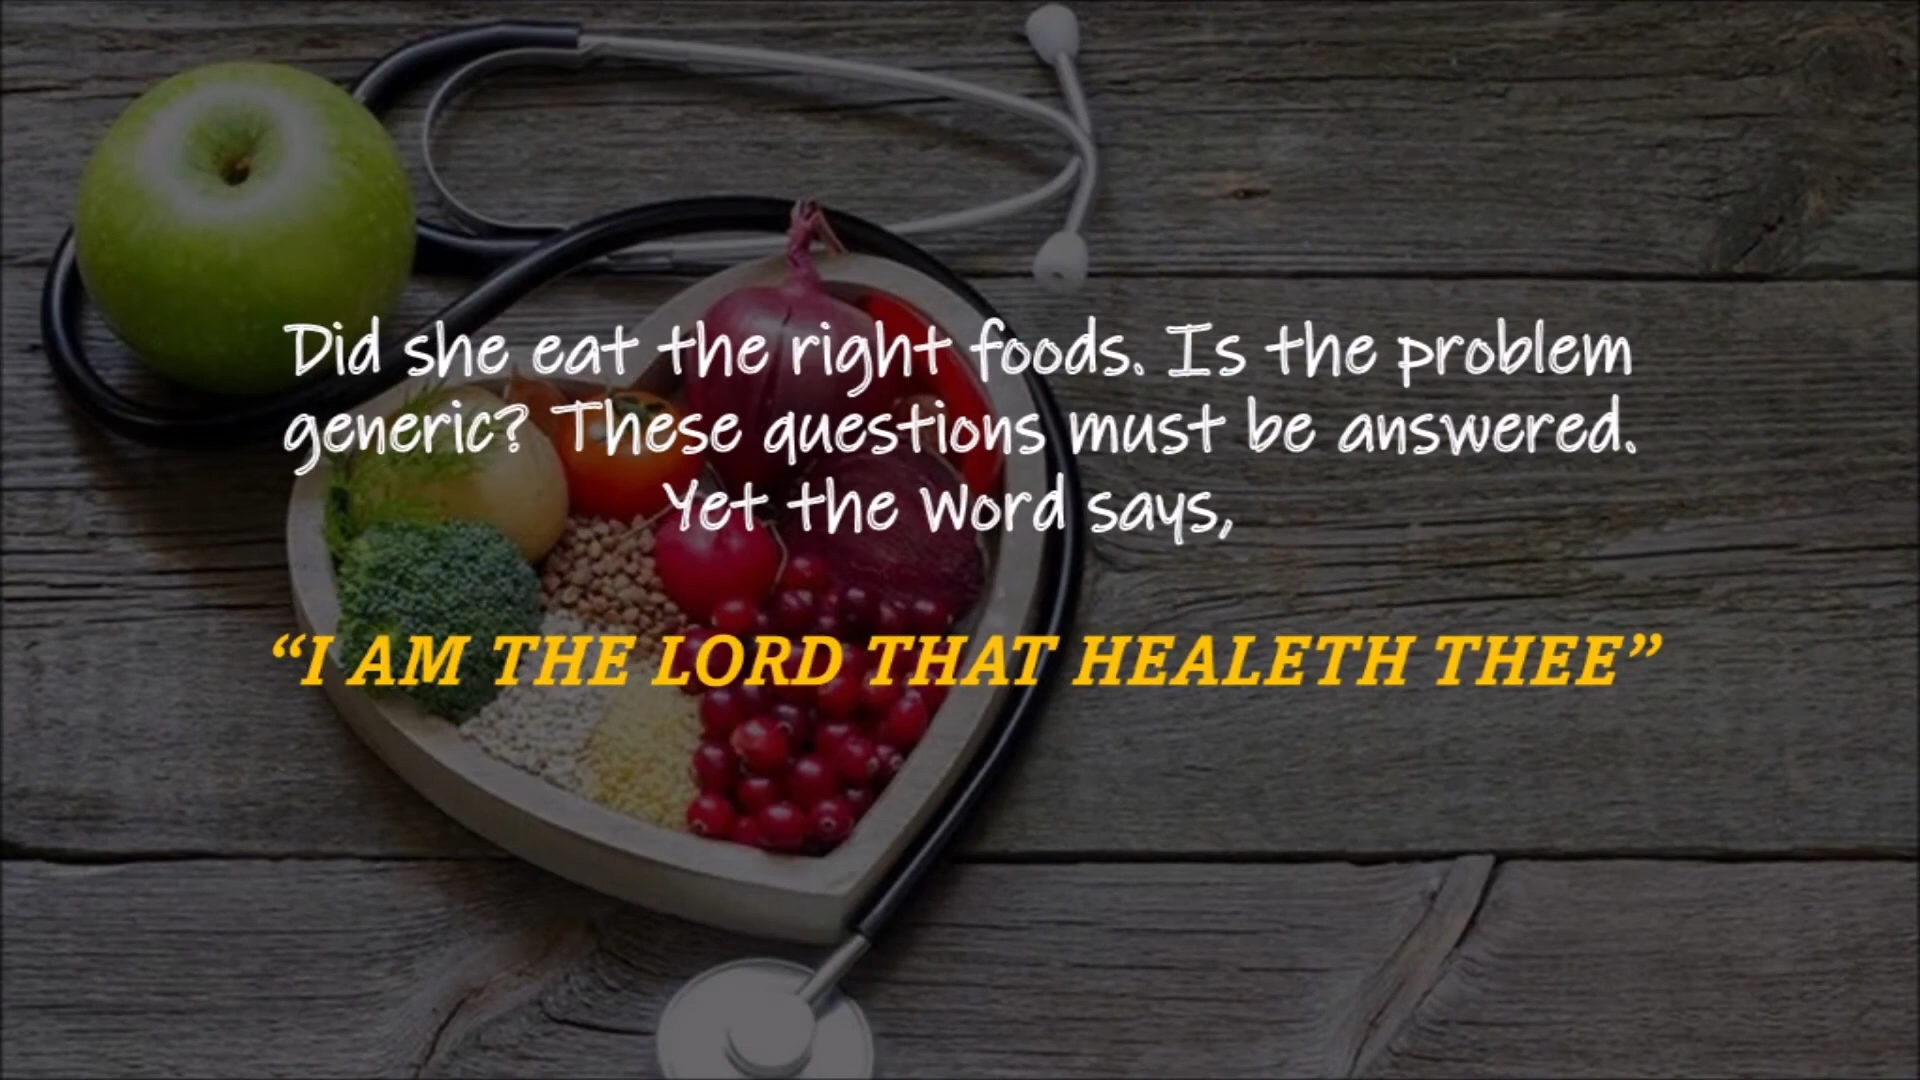 Did she eat the right foods. Is the problem
generic? These questions must be answered.
Yet the Word says,
“I AM THE LORD THAT HEALETH THEE”